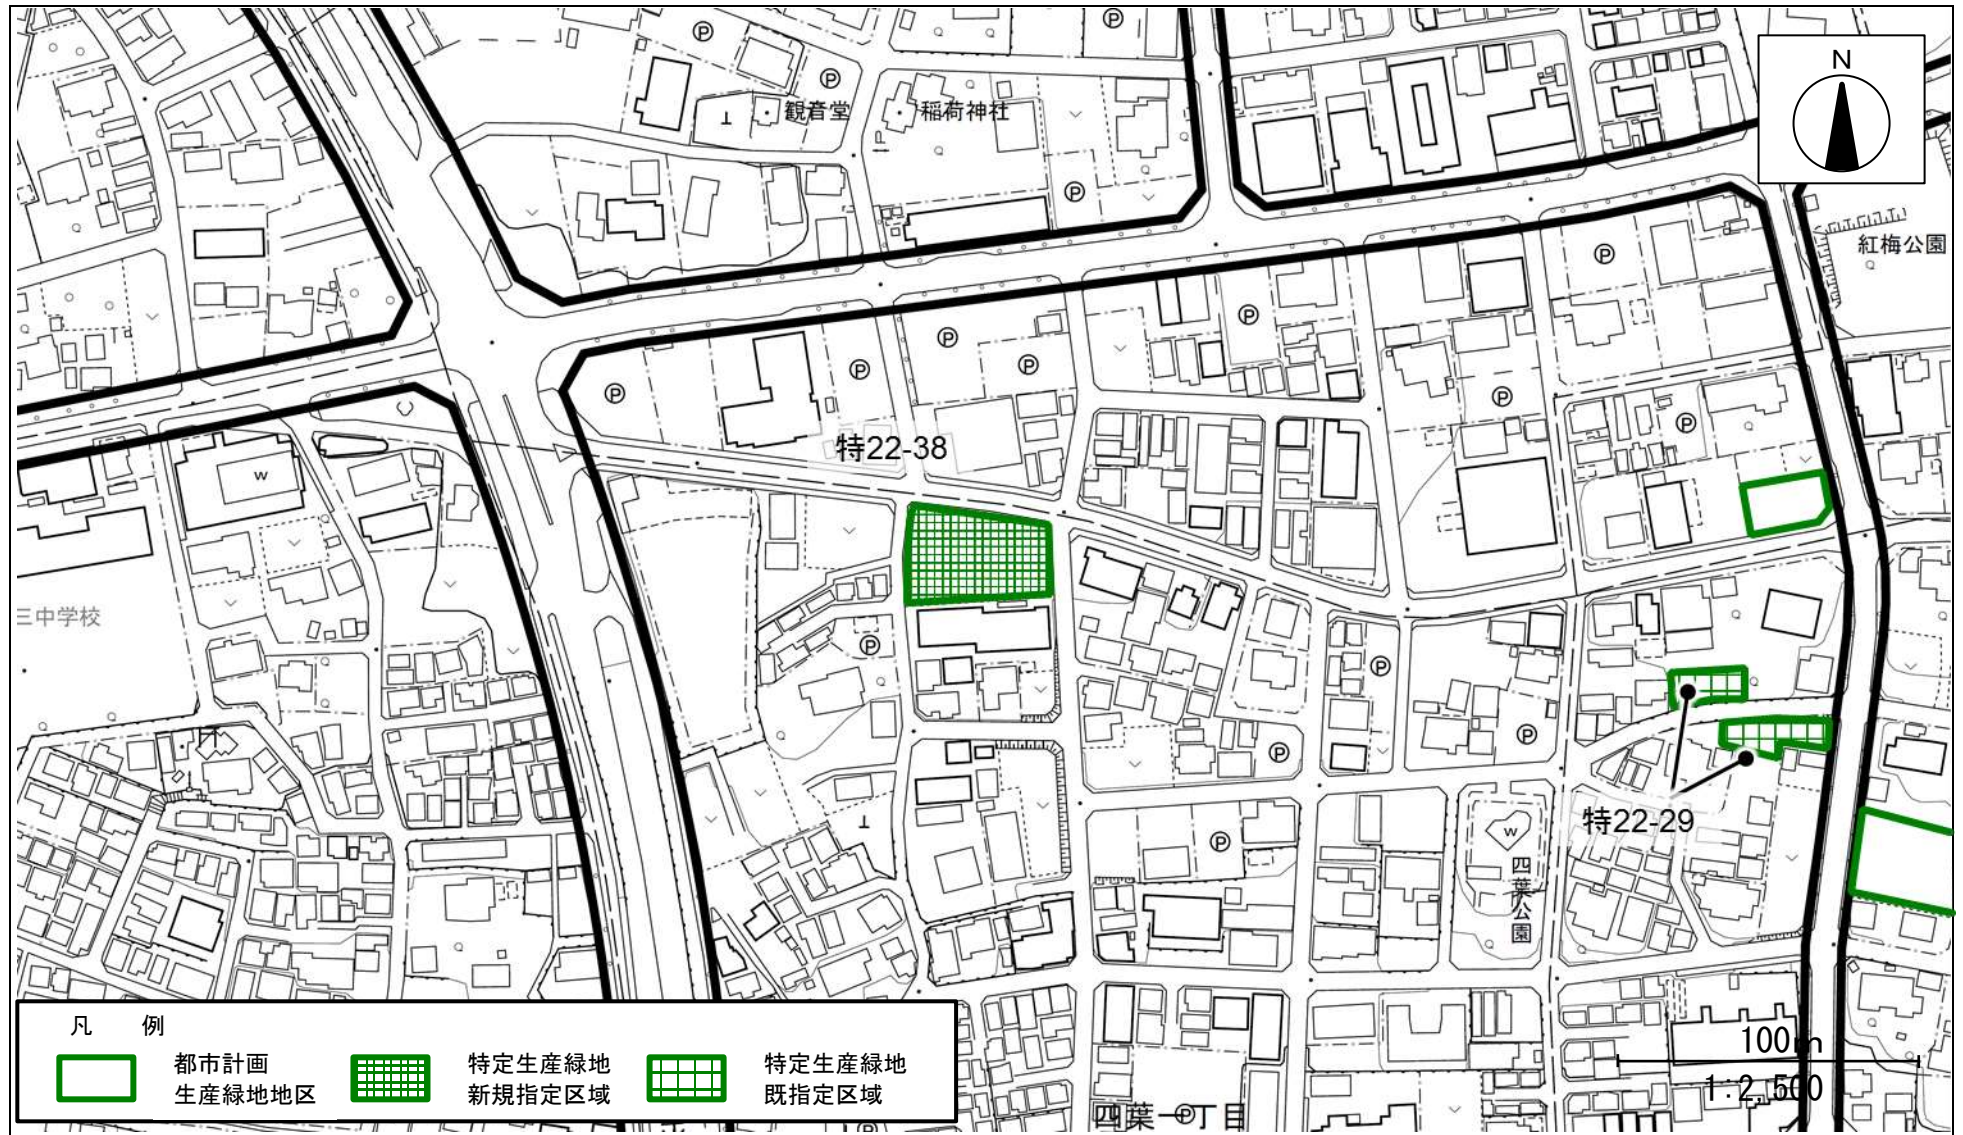 N
観音堂
稲荷神社
紅梅公園
特22-38
三中学校
特22-29
四葉公園
凡 例
都市計画
生産緑地地区
特定生産緑地
新規指定区域
特定生産緑地
既指定区域
100m
1:2,500
四葉一丁目